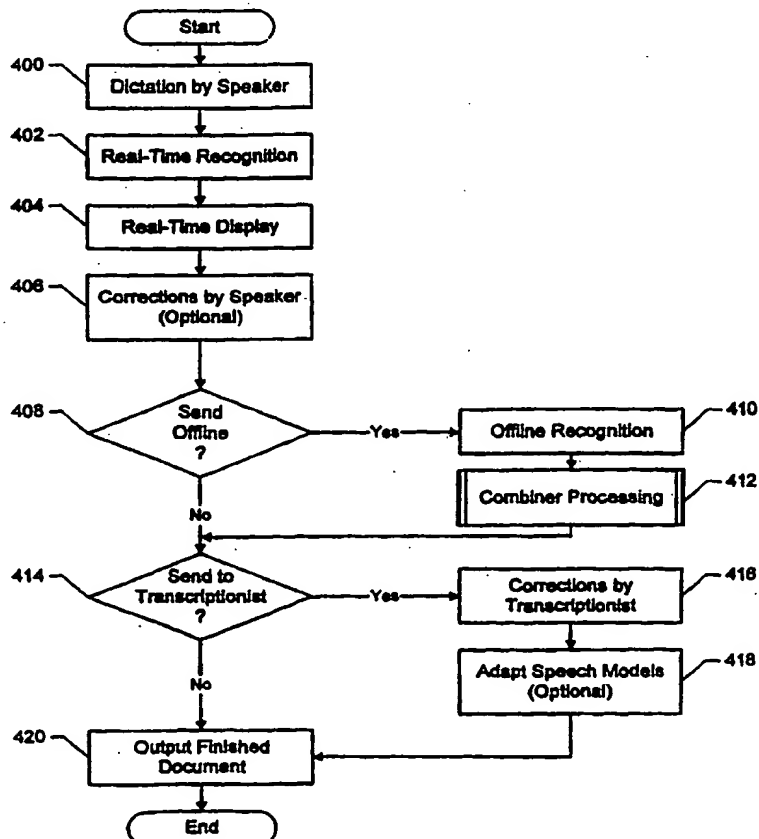 Start
400
Dictation by Speaker
402
Real-Time Recognition
404
Real-Time Display
406
Corrections by Speaker
(Optional)
408
Send
Offline
?
Yes
Offline Recognition
410
Combiner Processing
412
No
414
Send to
Transcriptionist
?
Yes
Corrections by
Transcriptionist
416
Adapt Speech Models
(Optional)
418
No
420
Output Finished
Document
End